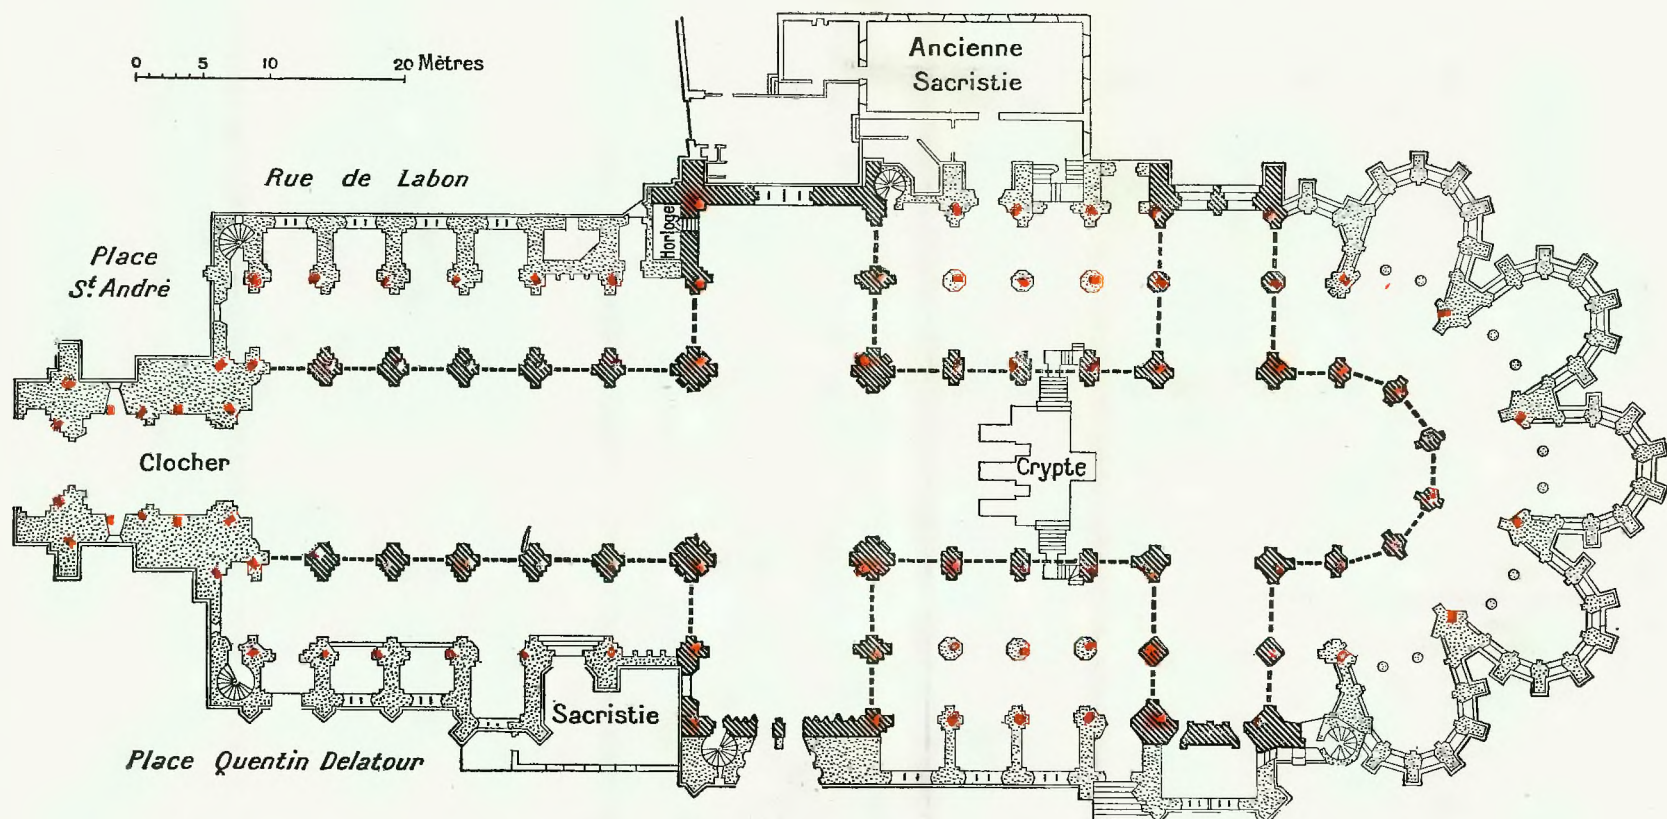 Ancienne
Sacristie
0 5 10 20 Mètres
Rue de Labon
Horloge
Place
St. André
Clocher
Crypte
Sacristie
Place Quentin Delatour